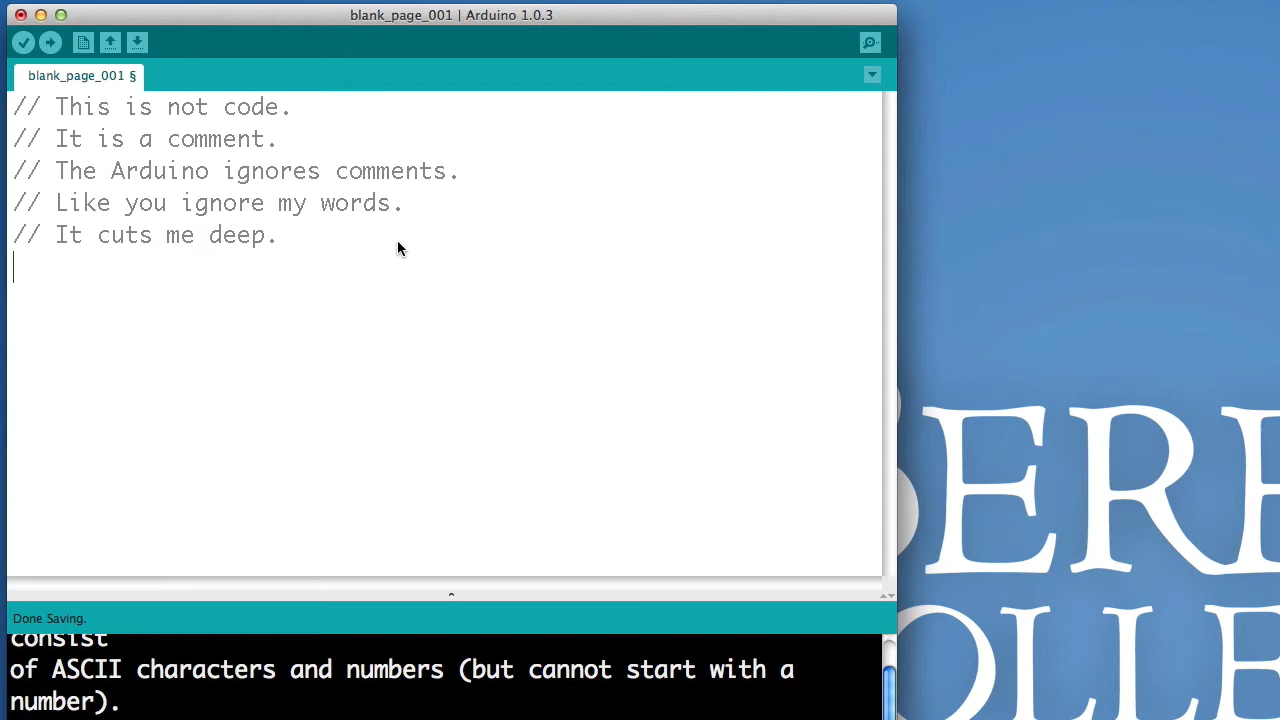 blank_page_001 | Arduino 1.0.3
blank_page_001 §
// This is not code.
// It is a comment.
// The Arduino ignores comments.
// Like you ignore my words.
// It cuts me deep.
Done Saving.
consist
of ASCII characters and numbers (but cannot start with a
number).
BERE
OLLE